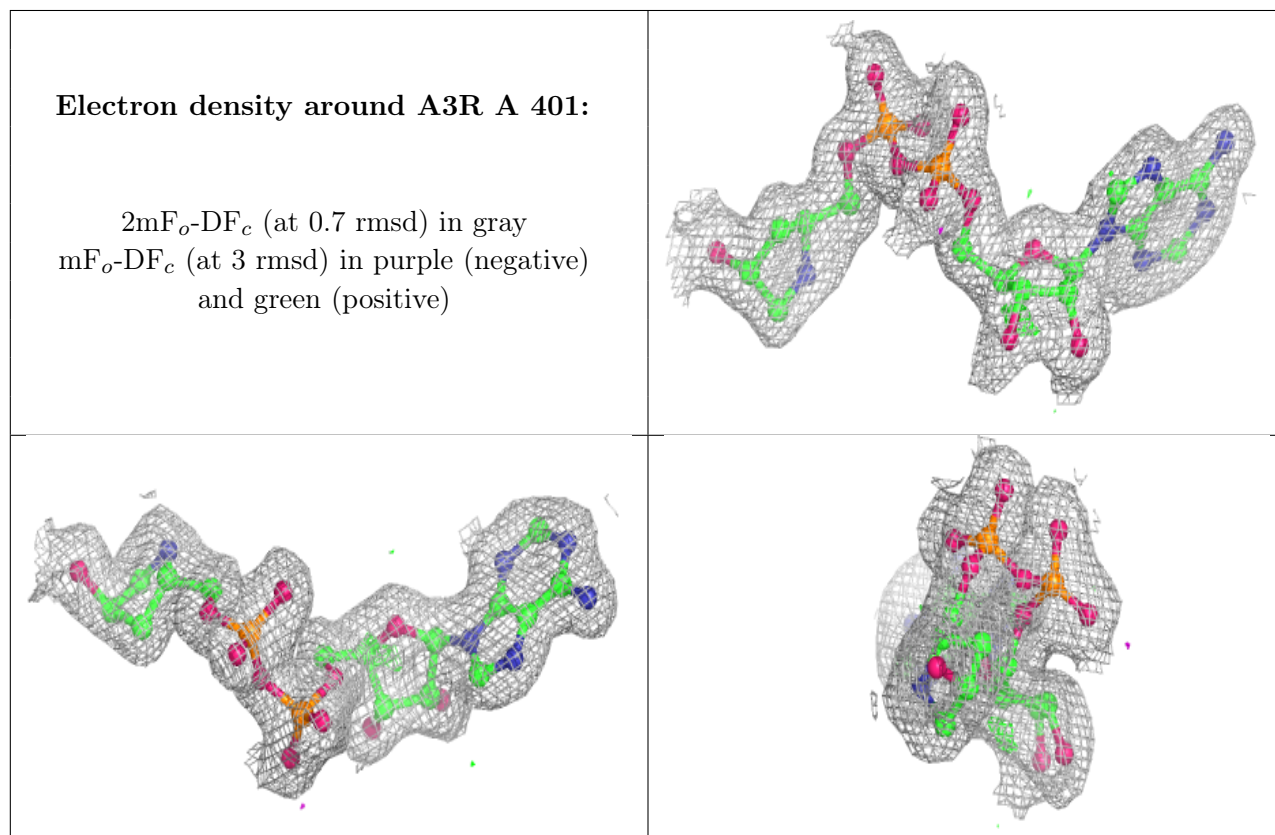 Electron density around A3R A 401:
2mFo-DFc (at 0.7 rmsd) in gray
mFo-DFc (at 3 rmsd) in purple (negative)
and green (positive)